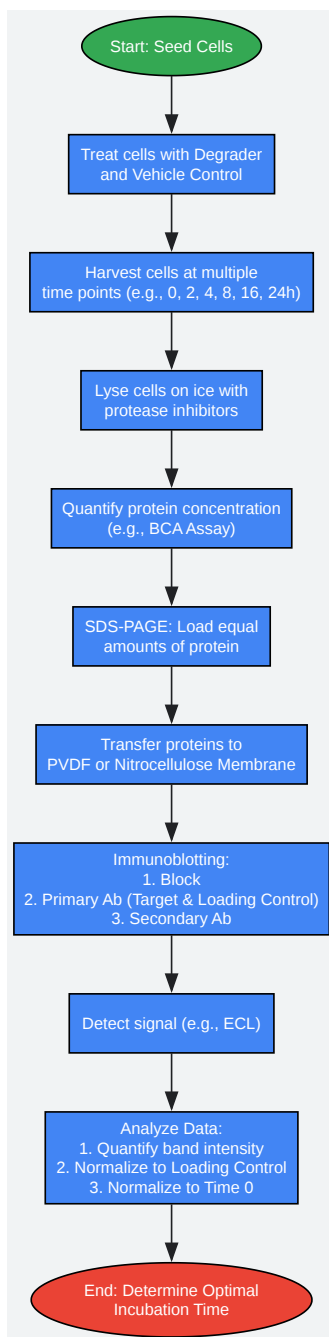 Start: Seed Cells
Treat cells with Degrader
and Vehicle Control
Harvest cells at multiple
time points (e.g., 0, 2, 4, 8, 16, 24h)
Lyse cells on ice with
protease inhibitors
Quantify protein concentration
(e.g., BCA Assay)
SDS-PAGE: Load equal
amounts of protein
Transfer proteins to
PVDF or Nitrocellulose Membrane
Immunoblotting:
1. Block
2. Primary Ab (Target & Loading Control)
3. Secondary Ab
Detect signal (e.g., ECL)
Analyze Data:
1. Quantify band intensity
2. Normalize to Loading Control
3. Normalize to Time 0
End: Determine Optimal
Incubation Time